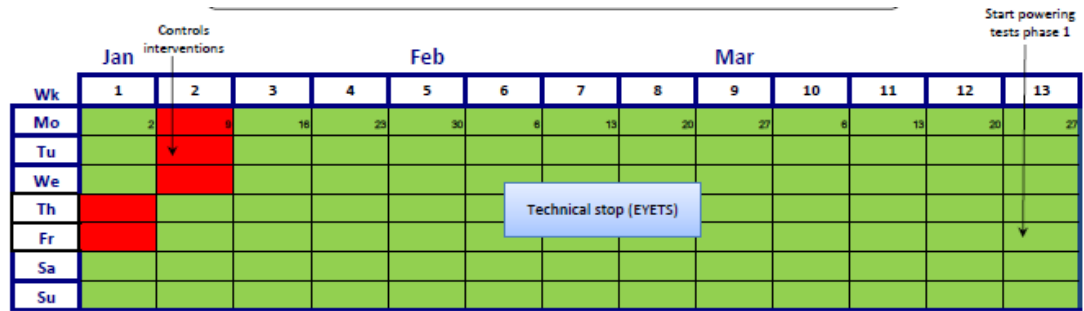 Controls
interventions
Start powering
tests phase 1
Jan Feb Mar
Wk 1 2 3 4 5 6 7 8 9 10 11 12 13
Mo 2 9 16 23 30 6 13 20 27 6 13 20 27
Tu
We
Th
Technical stop (EYETS)
Fr
Sa
Su